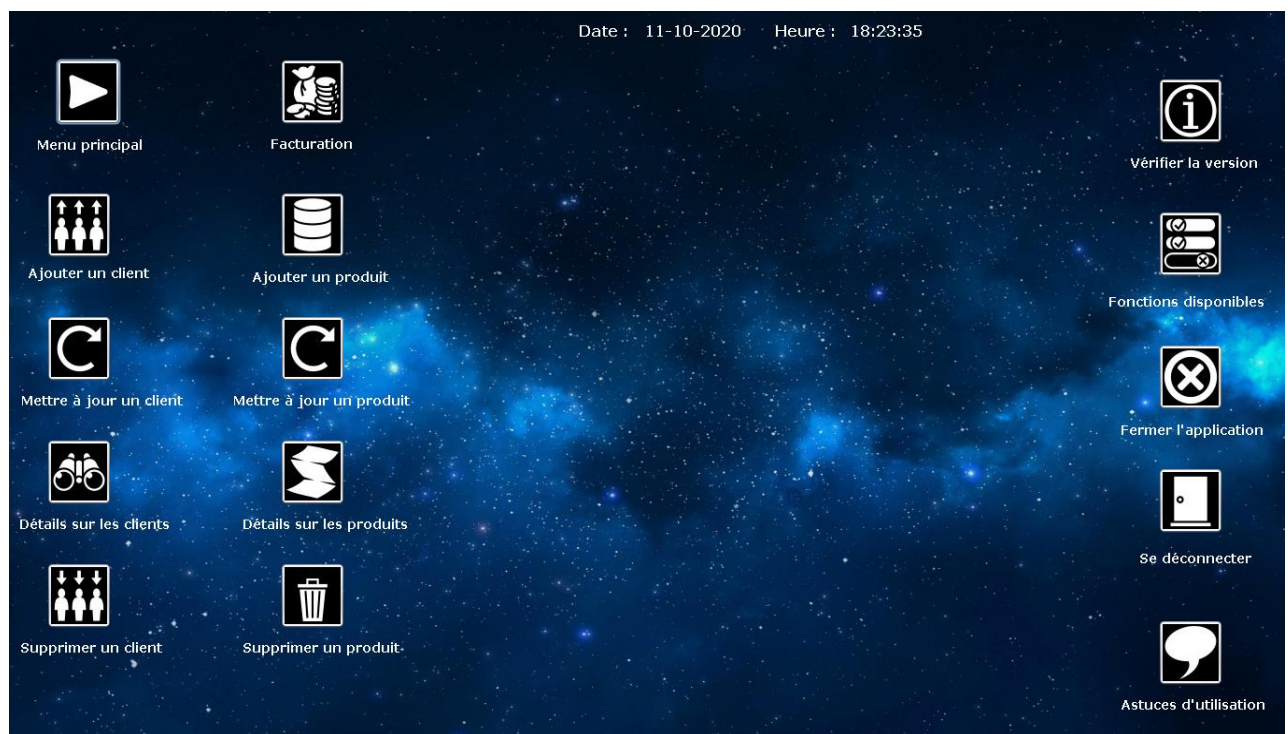 Date : 11-10-2020 Heure : 18:23:35
Menu principal
Facturation
Vérifier la version
Ajouter un client
Ajouter un produit
Fonctions disponibles
Mettre à jour un client
Mettre à jour un produit
Fermer l'application
Détails sur les clients
Détails sur les produits
Se déconnecter
Supprimer un client
Supprimer un produit
Astuces d'utilisation